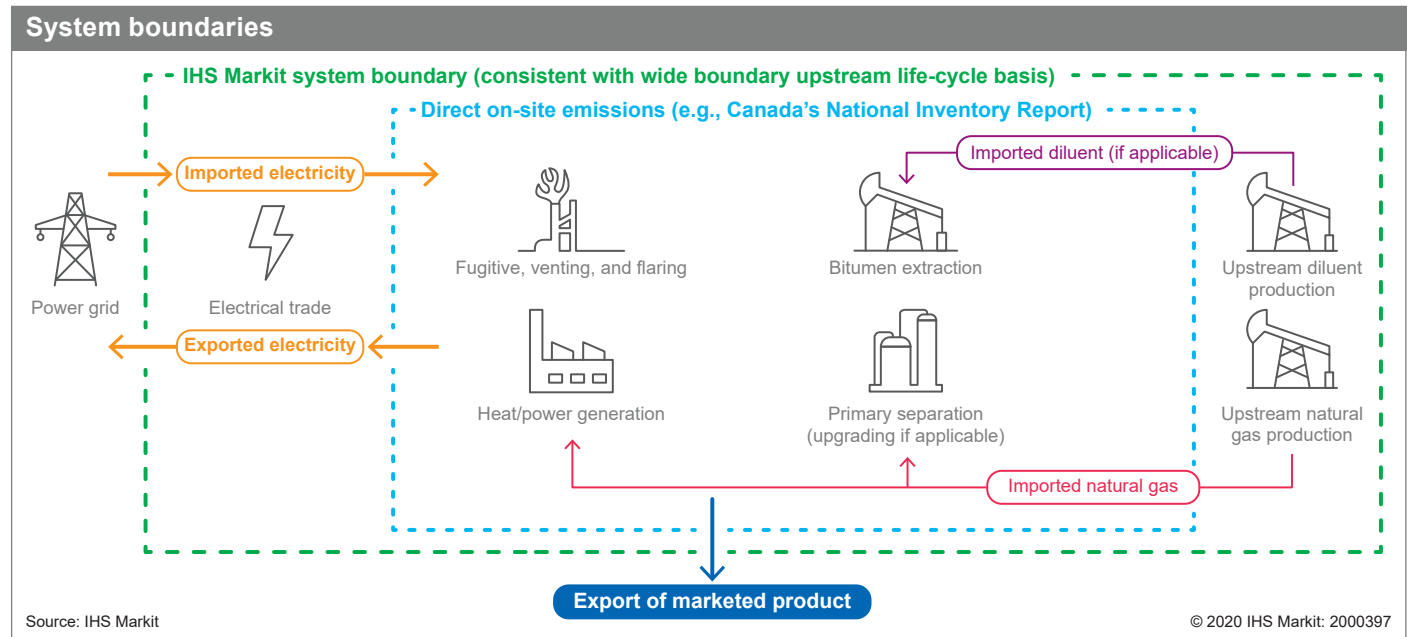 System boundaries
IHS Markit system boundary (consistent with wide boundary upstream life-cycle basis)
Direct on-site emissions (e.g., Canada's National Inventory Report)
Imported electricity
Imported diluent (if applicable)
Power grid
Electrical trade
Fugitive, venting, and flaring
Bitumen extraction
Upstream diluent
production
Exported electricity
Heat/power generation
Primary separation
(upgrading if applicable)
Upstream natural
gas production
Imported natural gas
Export of marketed product
Source: IHS Markit
© 2020 IHS Markit: 2000397